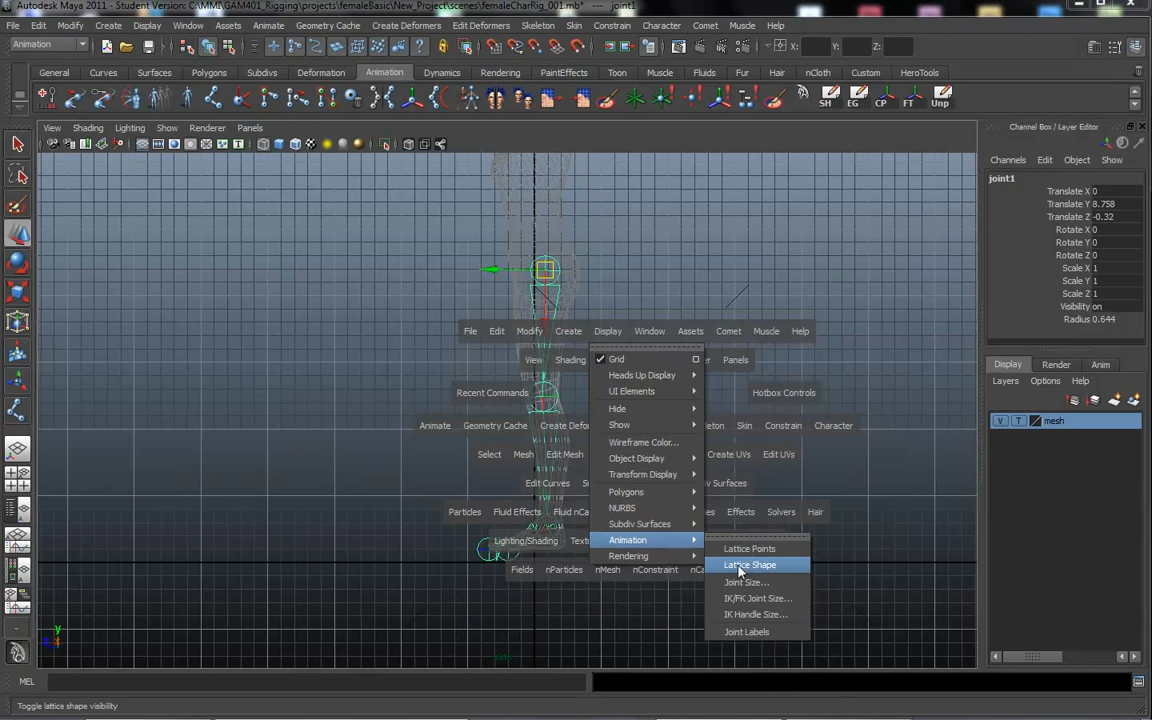 Autodesk Maya 2011 - Student Version: C:\MMI\GAM401_Rigging\projects\femaleBasic\New_Project\scenes\femaleCharRig_001.mb* --- joint1
File Edit Modify Create Display Window Assets Animate Geometry Cache Create Deformers Edit Deformers Skeleton Skin Constrain Character Comet Muscle Help
Animation X: Y: Z:
General Curves Surfaces Polygons Subdivs Deformation Animation Dynamics Rendering PaintEffects Toon Muscle Fluids Fur Hair nCloth Custom HeroTools
SH EG CP FT Unp
View Shading Lighting Show Renderer Panels
Channel Box / Layer Editor
Channels Edit Object Show
joint1
Translate X 0
Translate Y 8.758
Translate Z -0.32
Rotate X 0
Rotate Y 0
Rotate Z 0
Scale X 1
Scale Y 1
Scale Z 1
Visibility on
Radius 0.644
File Edit Modify Create Display Window Assets Comet Muscle Help
View Shading Panels
Grid
Heads Up Display
UI Elements
Hide
Show
Wireframe Color...
Object Display
Transform Display
Polygons
NURBS
Subdiv Surfaces
Animation
Rendering
Recent Commands Hotbox Controls
Animate Geometry Cache Skin Constrain Character
Select Mesh Edit Mesh Create UVs Edit UVs
Edit Curves Surfaces
Particles Fluid Effects Effects Solvers Hair
Lighting/Shading
Fields nParticles nMesh nConstraint
Lattice Points
Lattice Shape
Joint Size...
IK/FK Joint Size...
IK Handle Size...
Joint Labels
Display Render Anim
Layers Options Help
V T mesh
y
MEL
Toggle lattice shape visibility